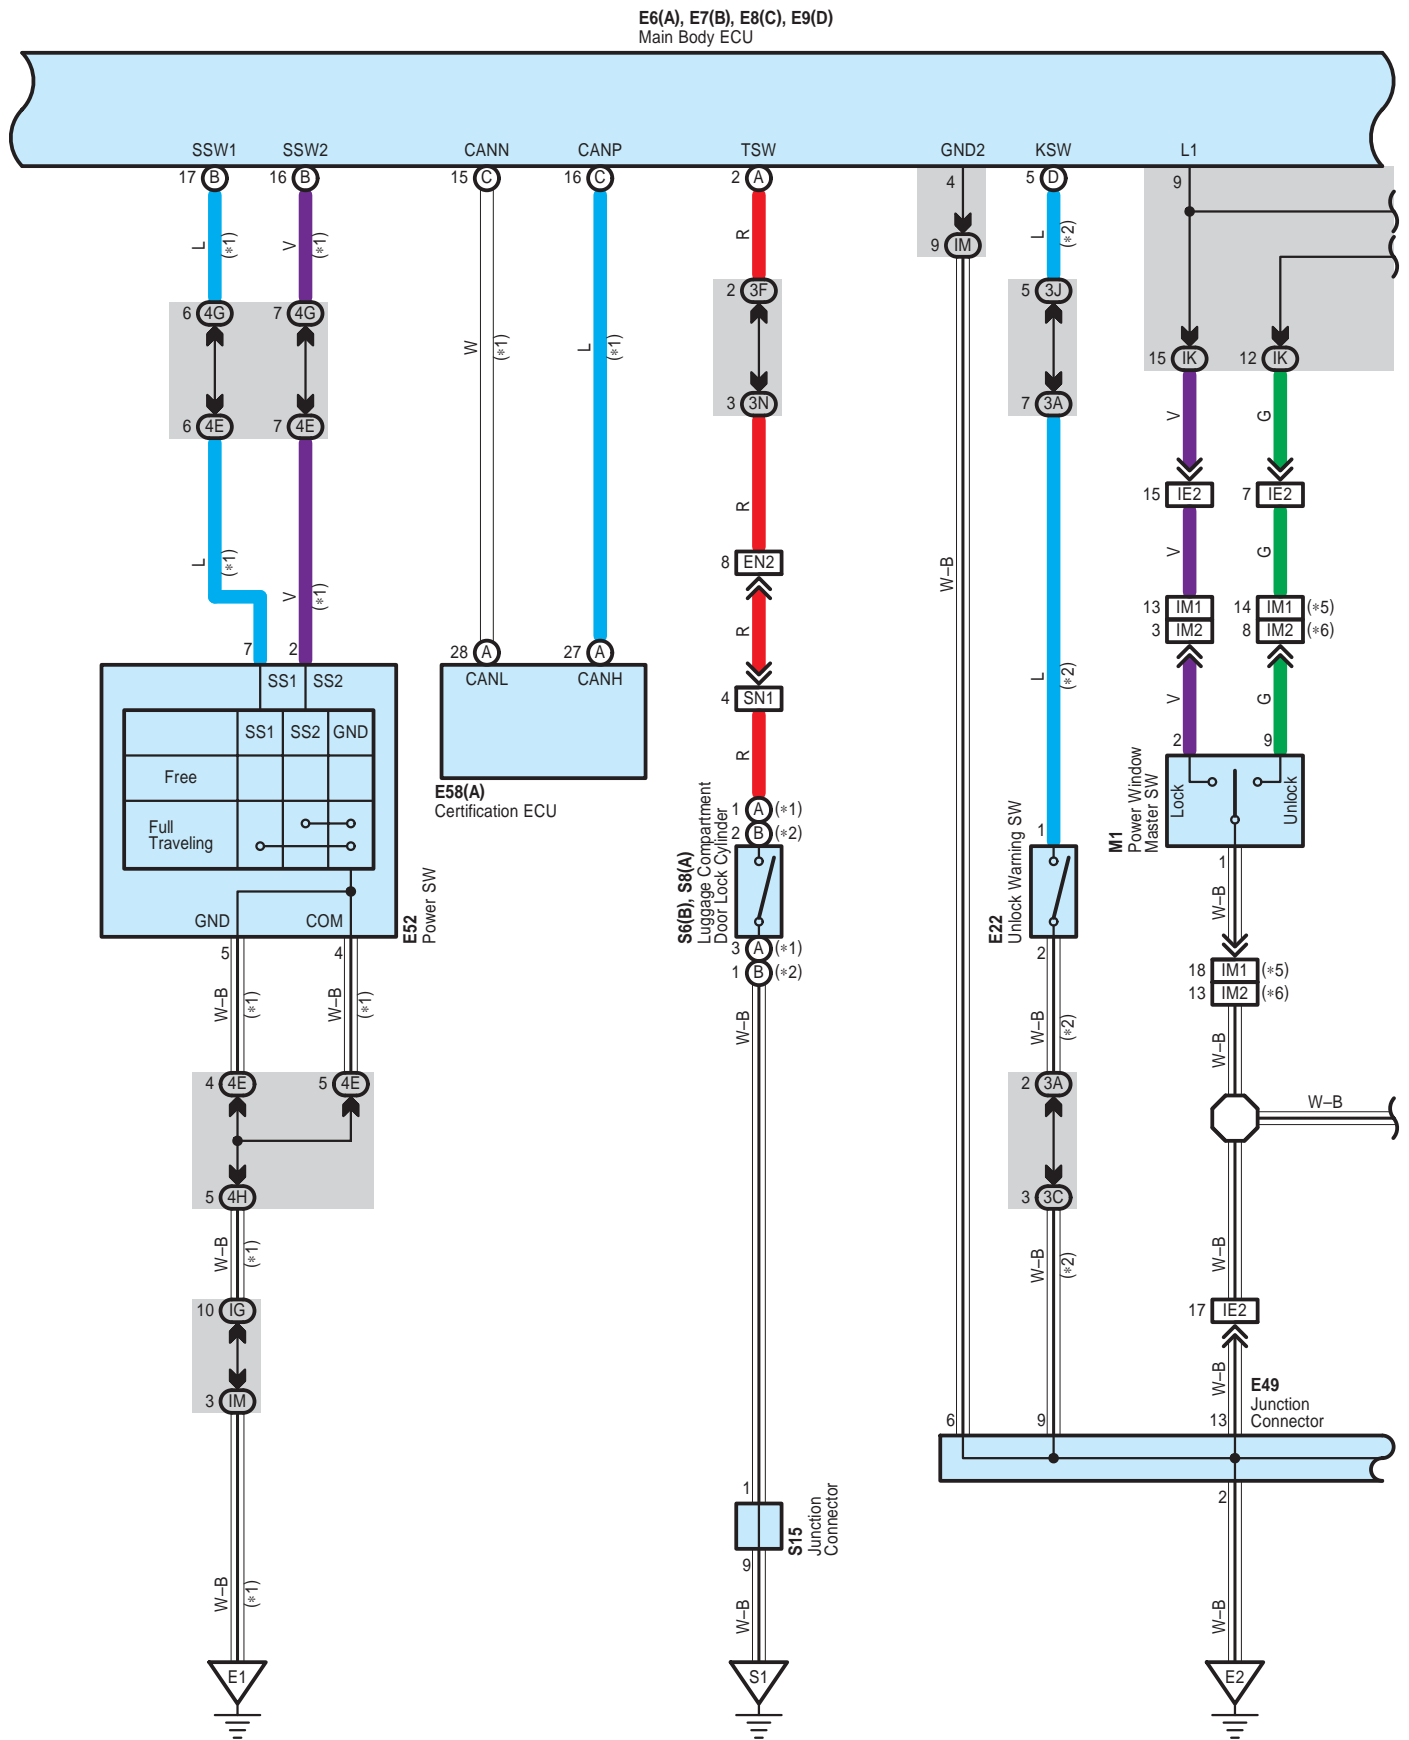 E6(A), E7(B), E8(C), E9(D)
Main Body ECU
SSW1 SSW2 CANN CANP TSW GND2 KSW L1
17 B 16 B 15 C 16 C 2 A 4 5 D 9
L (*1) V (*1) R L (*2)
9 IM
6 4G 7 4G 2 3F 5 3J
W (*1) L (*1) 15 IK 12 IK
6 4E 7 4E 3 3N 7 3A
V G
15 IE2 7 IE2
R
L (*1) V (*1) 8 EN2 W–B V G
13 IM1 14 IM1 (*5)
3 IM2 8 IM2 (*6)
7 2 28 A 27 A R
SS1 SS2 CANL CANH L (*2)
4 SN1 V G
SS1 SS2 GND R 2 9
Free
E58(A)
Certification ECU
Full
Traveling
1 A (*1)
2 B (*2)
S6(B), S8(A)
Luggage Compartment
Door Lock Cylinder
1
E22
Unlock Warning SW
Lock Unlock
M1
Power Window
Master SW
1
GND COM
E52
Power SW
3 A (*1)
1 B (*2)
2
W–B
5 4
18 IM1 (*5)
13 IM2 (*6)
W–B (*1) W–B (*1) W–B W–B (*2) W–B
4 4E 5 4E 2 3A
W–B
5 4H 3 3C
W–B (*1) W–B (*2) W–B
10 IG 17 IE2
3 IM W–B
E49
Junction
Connector
6 9 13
1 2
S15
Junction
Connector
9
W–B (*1) W–B W–B
E1 S1 E2